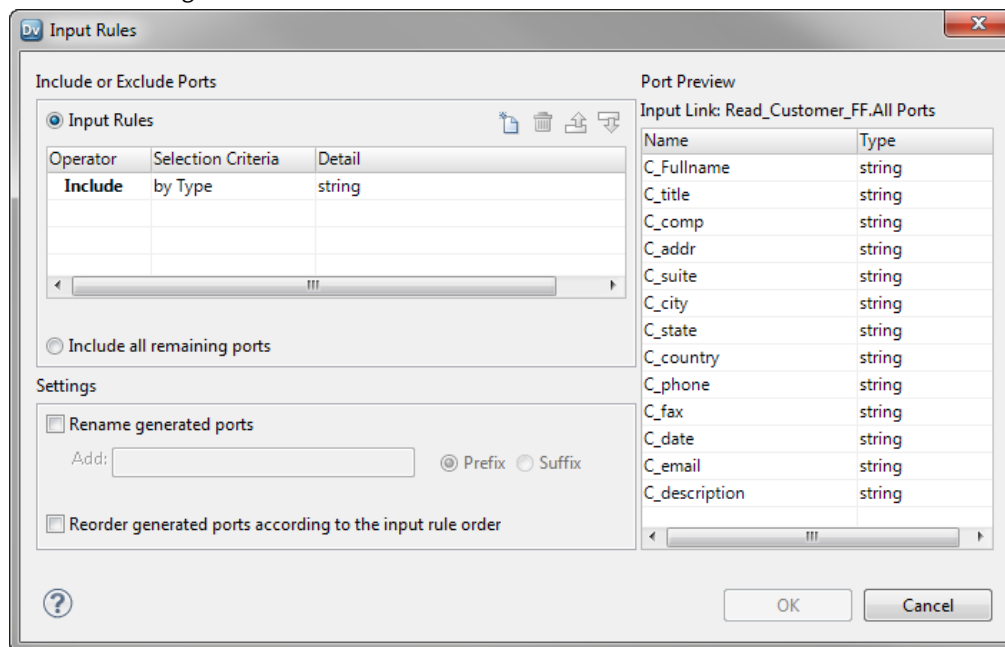 Dv Input Rules
Include or Exclude Ports
Input Rules
Operator Selection Criteria Detail
Include by Type string
Include all remaining ports
Settings
Rename generated ports
Add: Prefix Suffix
Reorder generated ports according to the input rule order
Port Preview
Input Link: Read_Customer_FF.All Ports
Name Type
C_Fullname string
C_title string
C_comp string
C_addr string
C_suite string
C_city string
C_state string
C_country string
C_phone string
C_fax string
C_date string
C_email string
C_description string
? OK Cancel